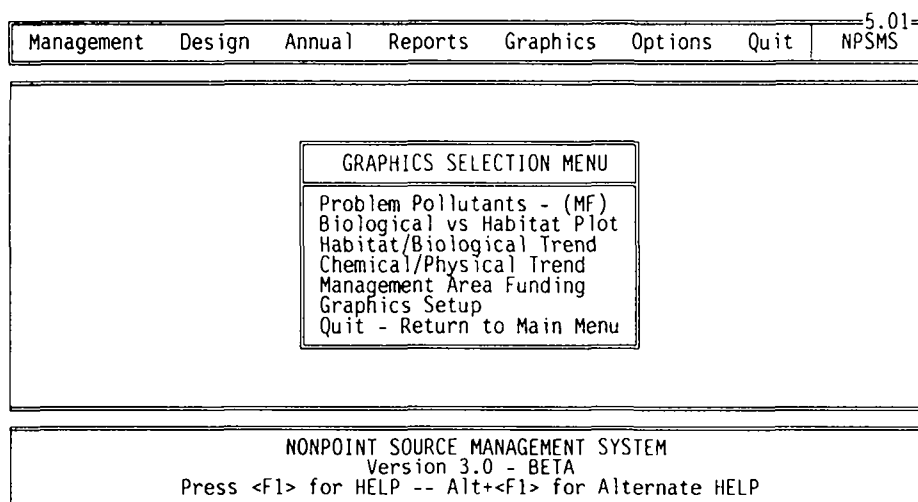 5.01
Management Design Annual Reports Graphics Options Quit NPSMS
GRAPHICS SELECTION MENU
Problem Pollutants - (MF)
Biological vs Habitat Plot
Habitat/Biological Trend
Chemical/Physical Trend
Management Area Funding
Graphics Setup
Quit - Return to Main Menu
NONPOINT SOURCE MANAGEMENT SYSTEM
Version 3.0 - BETA
Press <F1> for HELP -- Alt+<F1> for Alternate HELP